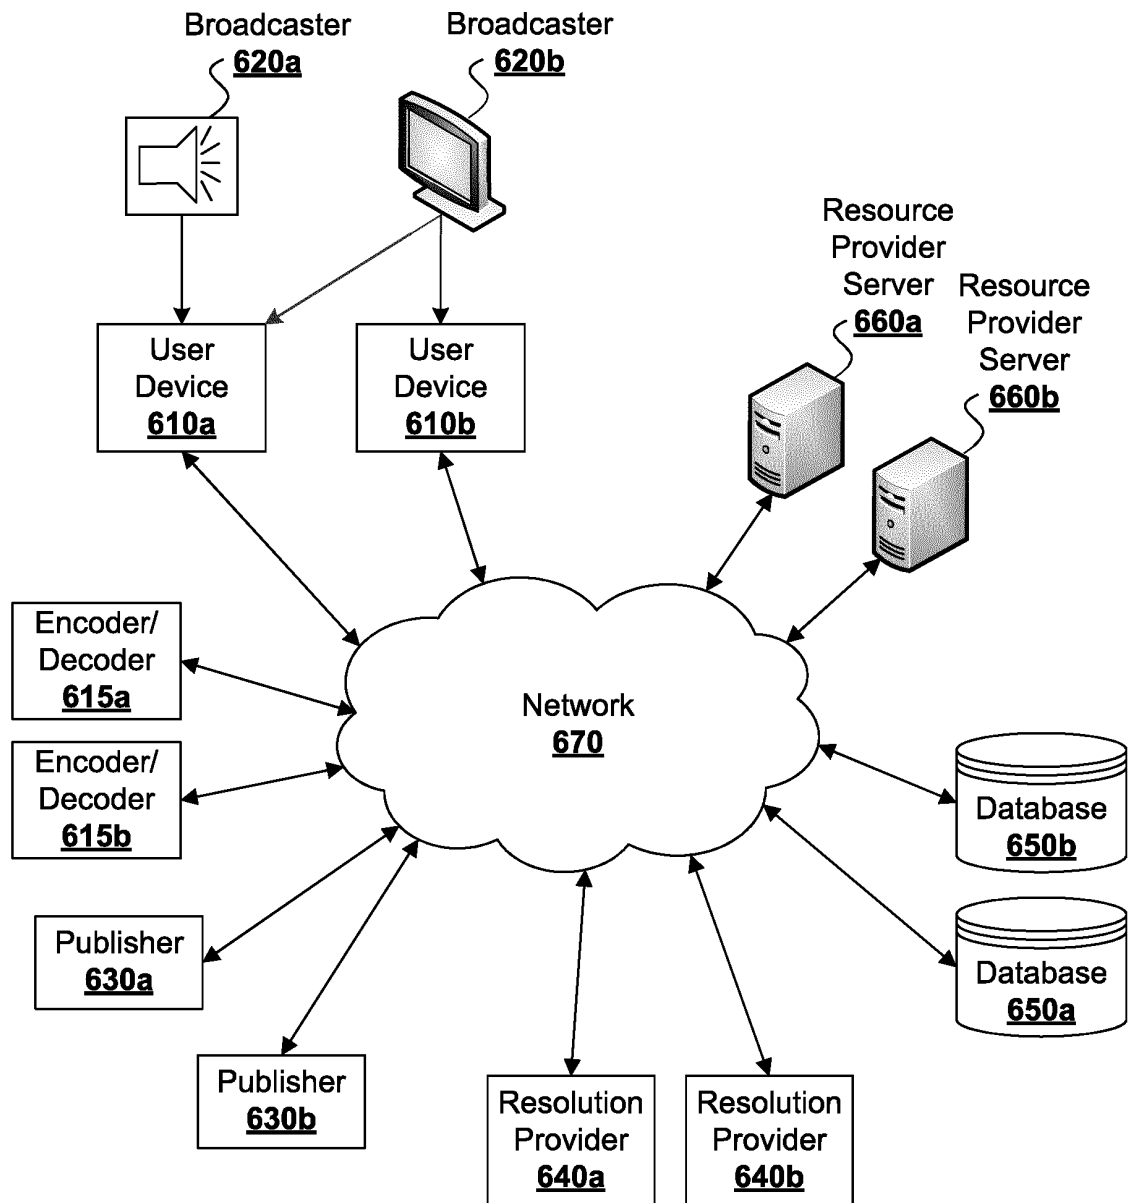 Broadcaster
620a
Broadcaster
620b
Resource
Provider
Server
660a
Resource
Provider
Server
660b
User
Device
610a
User
Device
610b
Encoder/
Decoder
615a
Network
670
Encoder/
Decoder
615b
Database
650b
Publisher
630a
Database
650a
Publisher
630b
Resolution
Provider
640a
Resolution
Provider
640b